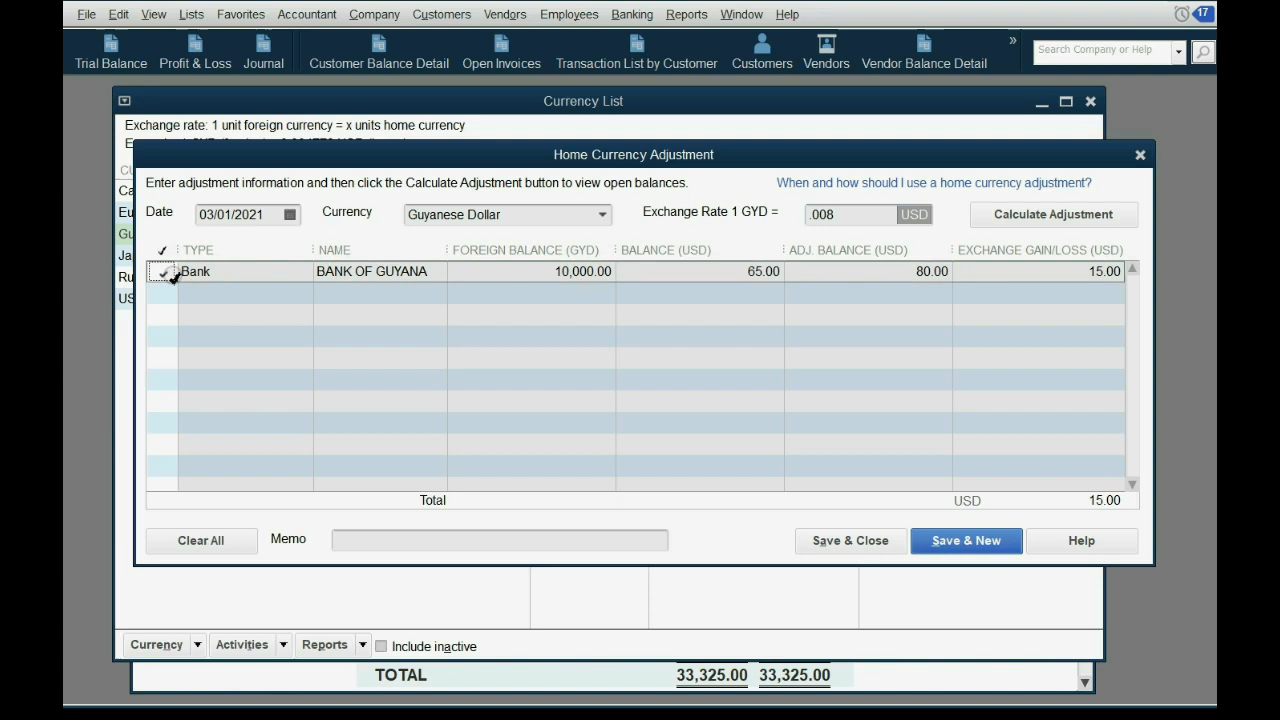 File Edit View Lists Favorites Accountant Company Customers Vendors Employees Banking Reports Window Help 17
Trial Balance Profit & Loss Journal Customer Balance Detail Open Invoices Transaction List by Customer Customers Vendors Vendor Balance Detail » Search Company or Help
Currency List
Exchange rate: 1 unit foreign currency = x units home currency
Home Currency Adjustment
Enter adjustment information and then click the Calculate Adjustment button to view open balances. When and how should I use a home currency adjustment?
Date 03/01/2021 Currency Guyanese Dollar Exchange Rate 1 GYD = .008 USD Calculate Adjustment
TYPE NAME FOREIGN BALANCE (GYD) BALANCE (USD) ADJ. BALANCE (USD) EXCHANGE GAIN/LOSS (USD)
Bank BANK OF GUYANA 10,000.00 65.00 80.00 15.00
Cu
Ca
Eu
Gu
Ja
Ru
US
Total USD 15.00
Clear All Memo Save & Close Save & New Help
Currency Activities Reports Include inactive
TOTAL 33,325.00 33,325.00